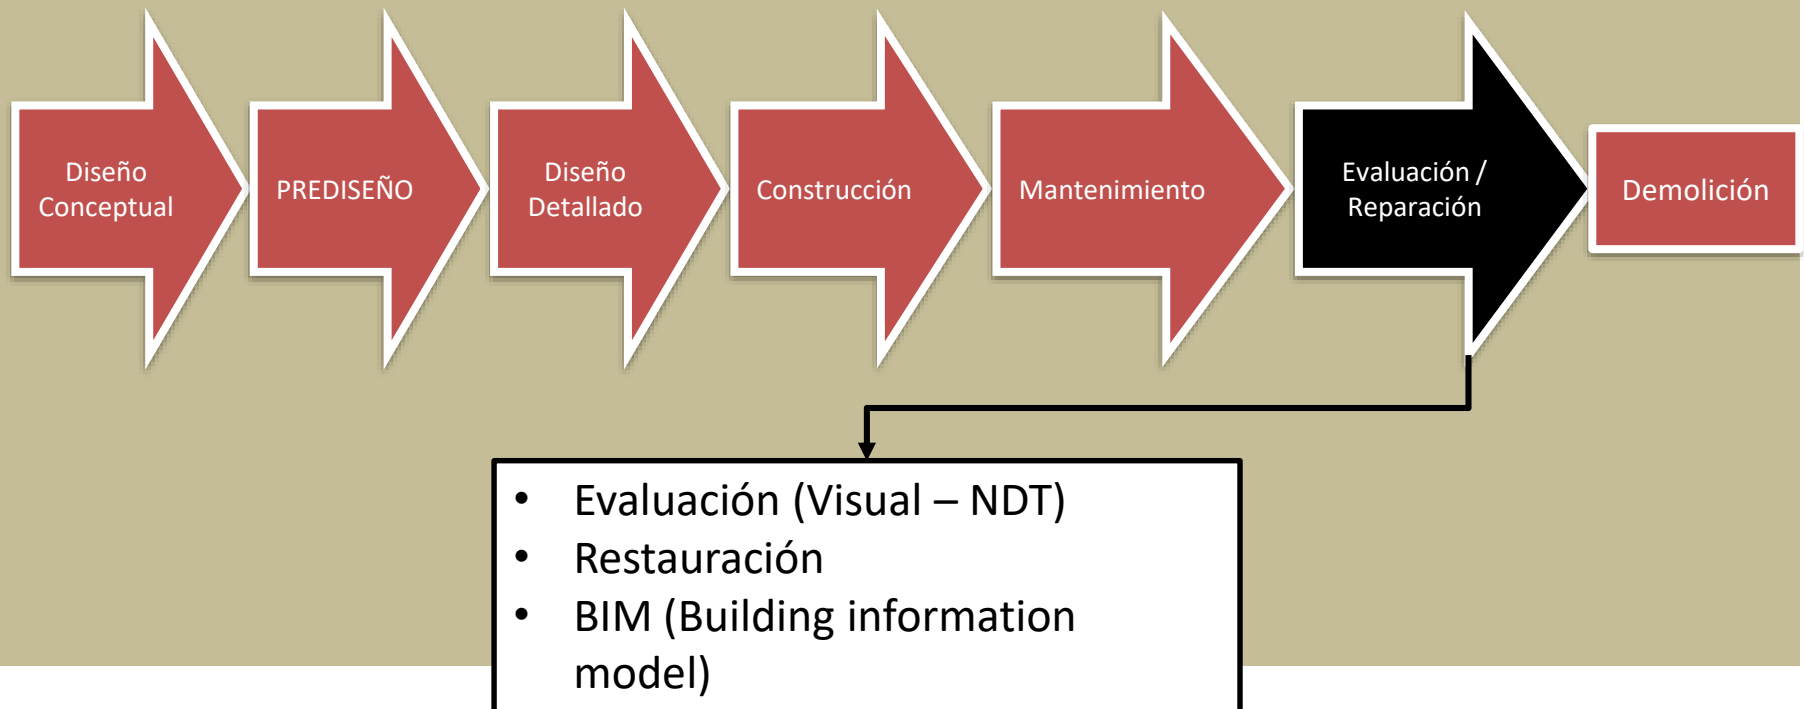 Diseño
Conceptual
PREDISEÑO
Diseño
Detallado
Construcción
Mantenimiento
Evaluación /
Reparación
Demolición
• Evaluación (Visual – NDT)
• Restauración
• BIM (Building information
model)